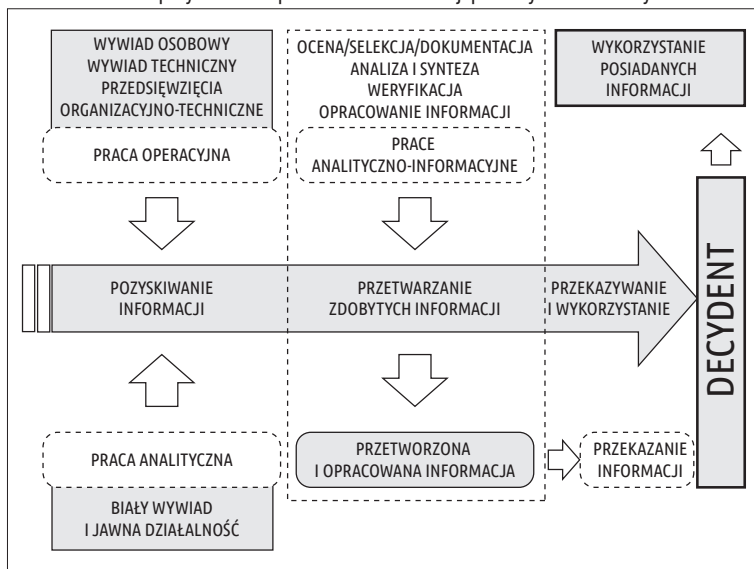 WYWIAD OSOBOWY
WYWIAD TECHNICZNY
PRZEDSIĘWZIĘCIA
ORGANIZACYJNO-TECHNICZNE
PRACA OPERACYJNA
OCENA/SELEKCJA/DOKUMENTACJA
ANALIZA I SYNTEZA
WERYFIKACJA
OPRACOWANIE INFORMACJI
PRACE
ANALITYCZNO-INFORMACYJNE
WYKORZYSTANIE
POSIADANYCH
INFORMACJI
POZYSKIWANIE
INFORMACJI
PRZETWARZANIE
ZDOBYTYCH INFORMACJI
PRZEKAZYWANIE
I WYKORZYSTANIE
DECYDENT
PRACA ANALITYCZNA
BIAŁY WYWIAD
I JAWNA DZIAŁALNOŚĆ
PRZETWORZONA
I OPRACOWANA INFORMACJA
PRZEKAZANIE
INFORMACJI